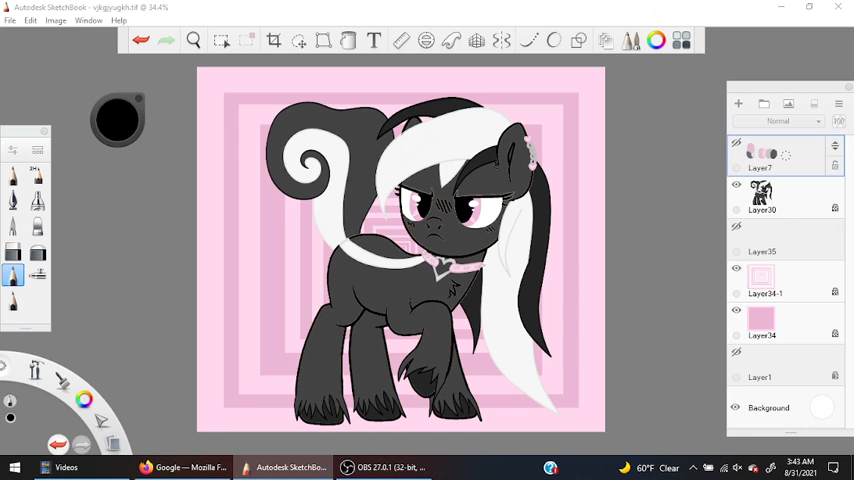 Autodesk SketchBook - vjkgjyugkh.tif @ 34.4%
File Edit Image Window Help
T
2H
Normal
100
Layer7
Layer30
Layer35
Layer34-1
Layer34
Layer1
Background
Videos
Google — Mozilla F...
Autodesk SketchBo...
OBS 27.0.1 (32-bit, ...
60°F Clear
3:43 AM
8/31/2021